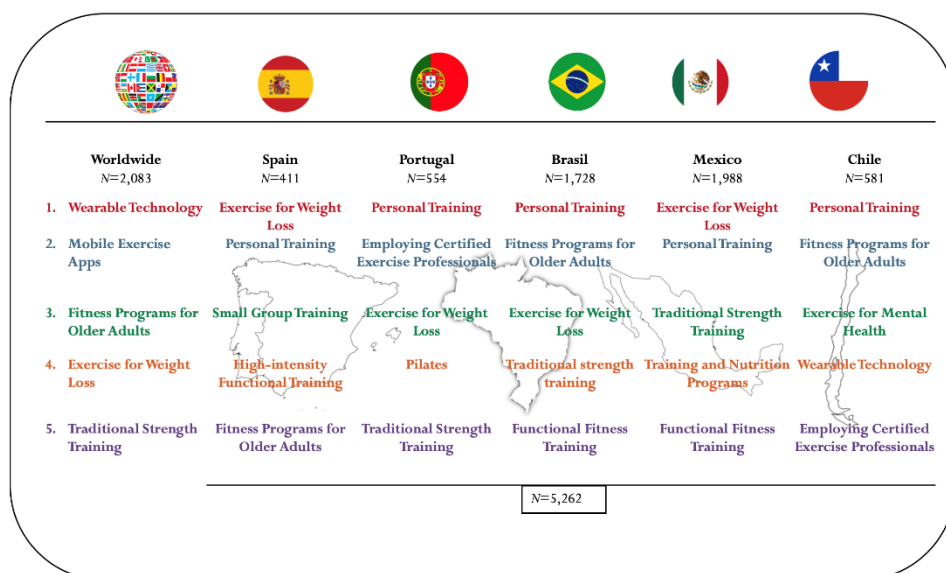 Worldwide Spain Portugal Brasil Mexico Chile
N=2,083 N=411 N=554 N=1,728 N=1,988 N=581
1. Wearable Technology Exercise for Weight Personal Training Personal Training Exercise for Weight Personal Training
Loss Loss
2. Mobile Exercise Personal Training Employing Certified Fitness Programs for Personal Training Fitness Programs for
Apps Exercise Professionals Older Adults Older Adults
3. Fitness Programs for Small Group Training Exercise for Weight Exercise for Weight Traditional Strength Exercise for Mental
Older Adults Loss Loss Training Health
4. Exercise for Weight High-intensity Pilates Traditional strength Training and Nutrition Wearable Technology
Loss Functional Training training Programs
5. Traditional Strength Fitness Programs for Traditional Strength Functional Fitness Functional Fitness Employing Certified
Training Older Adults Training Training Training Exercise Professionals
N=5,262